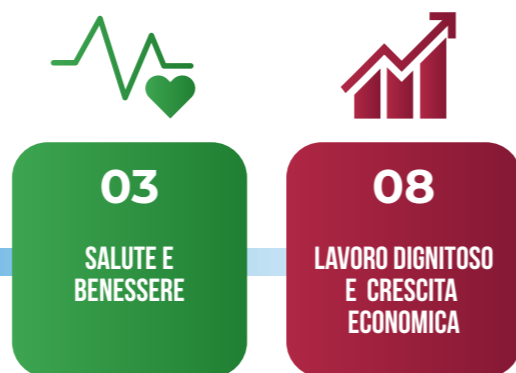 03
SALUTE E
BENESSERE
08
LAVORO DIGNITOSO
E CRESCITA
ECONOMICA